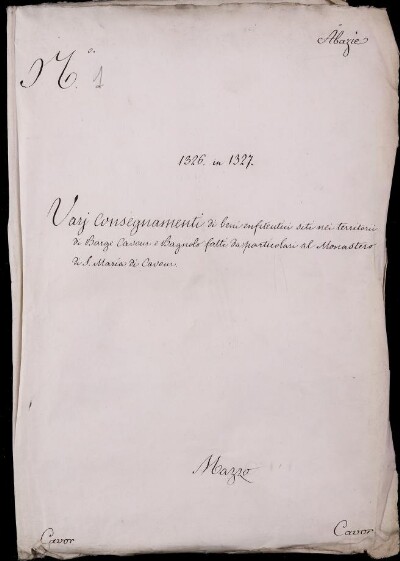 Abazie
N.º 1
1326. in 1327.
Varj Consegnamenti di beni enfiteutici siti nei territorii
di Barge Cavour e Bagnolo fatti da particolari al Monastero
di S. Maria di Cavour.
Mazzo
Cavor
Cavor